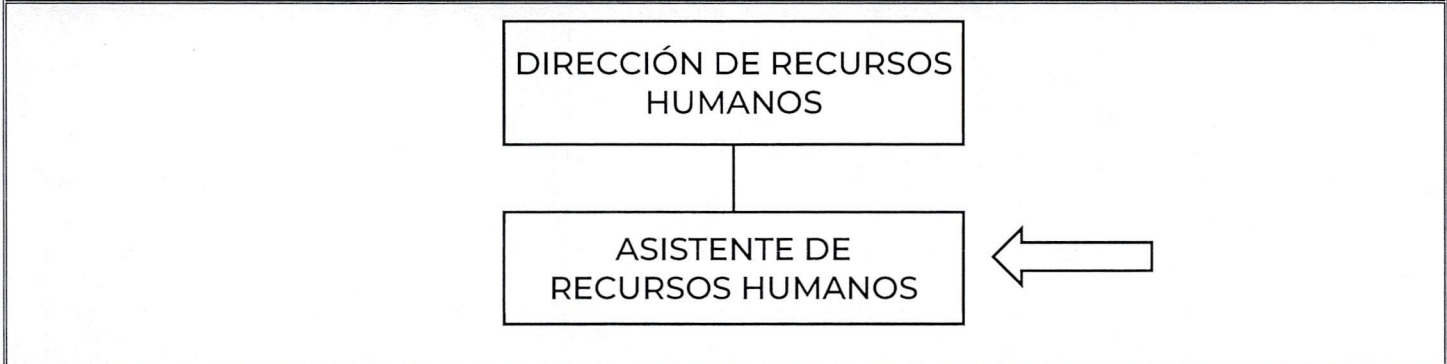 DIRECCIÓN DE RECURSOS
HUMANOS
ASISTENTE DE
RECURSOS HUMANOS